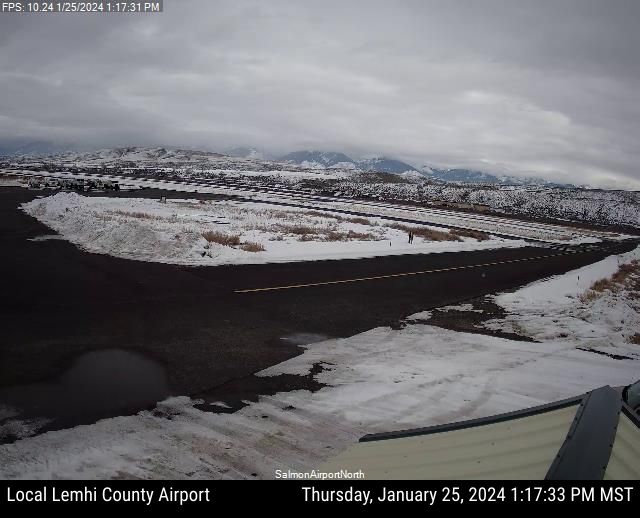 FPS: 10.24 1/25/2024 1:17:31 PM
SalmonAirportNorth
Local Lemhi County Airport Thursday, January 25, 2024 1:17:33 PM MST